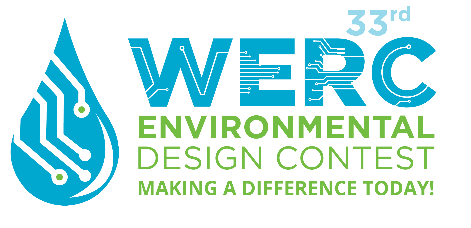 33rd
WERC
ENVIRONMENTAL
DESIGN CONTEST
MAKING A DIFFERENCE TODAY!